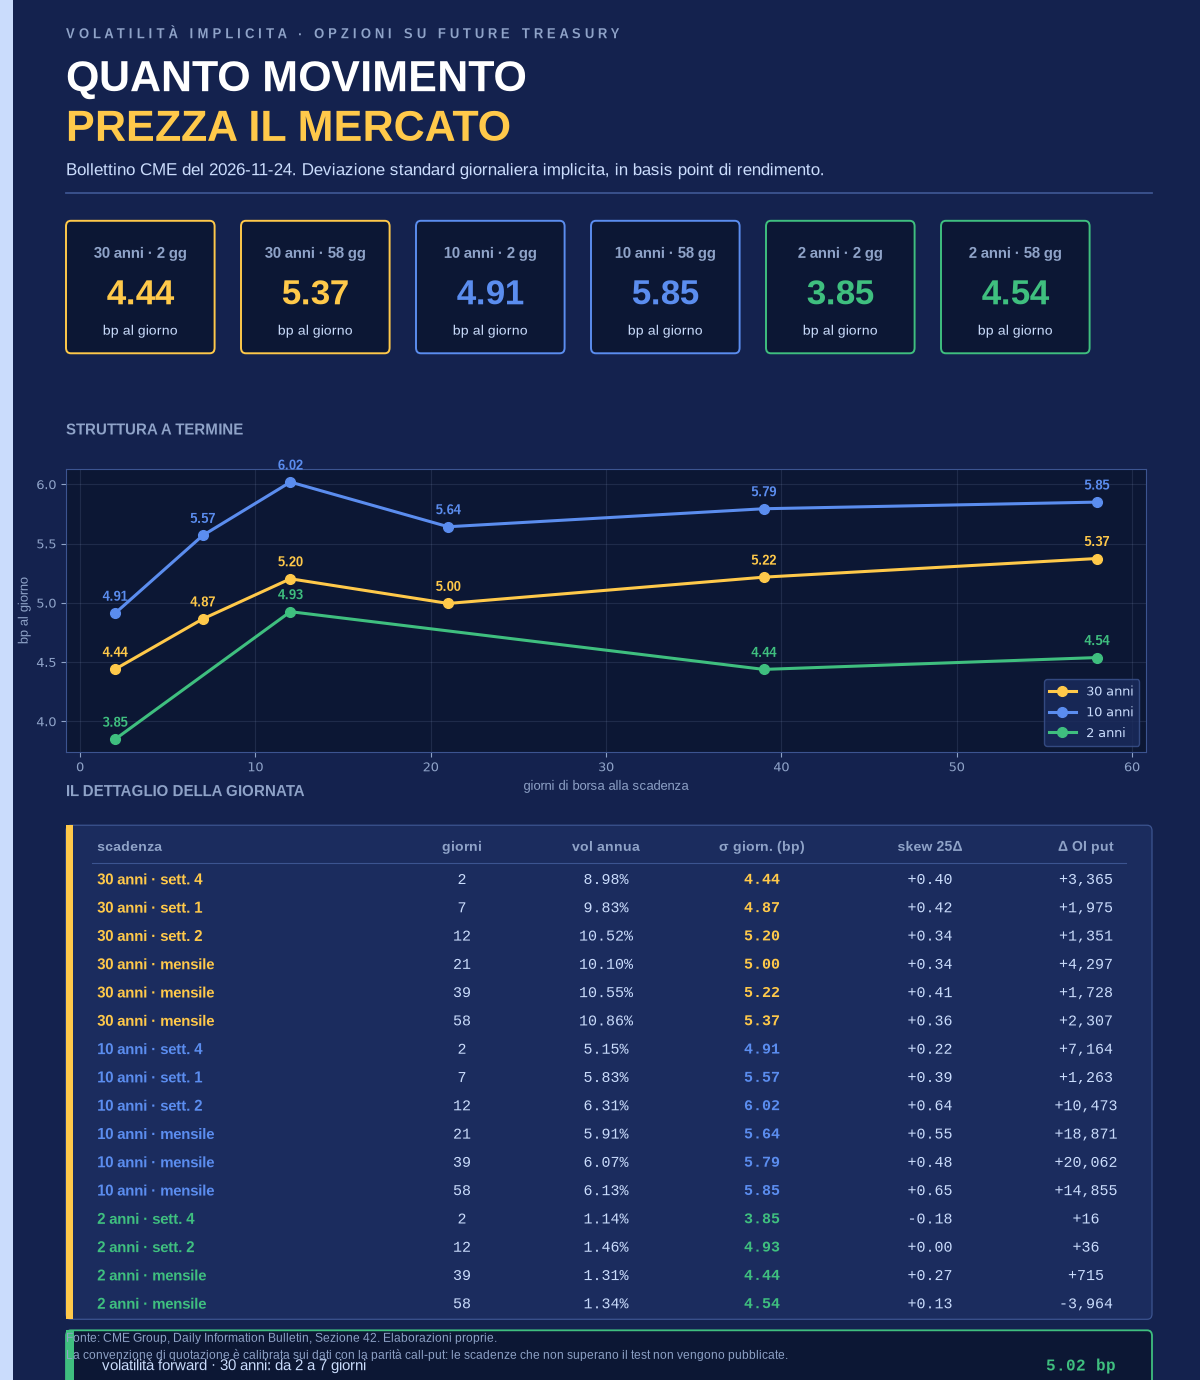 VOLATILITÀ IMPLICITA · OPZIONI SU FUTURE TREASURY
QUANTO MOVIMENTO
PREZZA IL MERCATO
Bollettino CME del 2026-11-24. Deviazione standard giornaliera implicita, in basis point di rendimento.
30 anni · 2 gg
4.44
bp al giorno
30 anni · 58 gg
5.37
bp al giorno
10 anni · 2 gg
4.91
bp al giorno
10 anni · 58 gg
5.85
bp al giorno
2 anni · 2 gg
3.85
bp al giorno
2 anni · 58 gg
4.54
bp al giorno
STRUTTURA A TERMINE
bp al giorno
6.0
5.5
5.0
4.5
4.0
4.91
5.57
6.02
5.64
5.79
5.85
4.44
4.87
5.20
5.00
5.22
5.37
3.85
4.93
4.44
4.54
30 anni
10 anni
2 anni
0 10 20 30 40 50 60
giorni di borsa alla scadenza
IL DETTAGLIO DELLA GIORNATA
scadenza giorni vol annua σ giorn. (bp) skew 25Δ Δ OI put
30 anni · sett. 4 2 8.98% 4.44 +0.40 +3,365
30 anni · sett. 1 7 9.83% 4.87 +0.42 +1,975
30 anni · sett. 2 12 10.52% 5.20 +0.34 +1,351
30 anni · mensile 21 10.10% 5.00 +0.34 +4,297
30 anni · mensile 39 10.55% 5.22 +0.41 +1,728
30 anni · mensile 58 10.86% 5.37 +0.36 +2,307
10 anni · sett. 4 2 5.15% 4.91 +0.22 +7,164
10 anni · sett. 1 7 5.83% 5.57 +0.39 +1,263
10 anni · sett. 2 12 6.31% 6.02 +0.64 +10,473
10 anni · mensile 21 5.91% 5.64 +0.55 +18,871
10 anni · mensile 39 6.07% 5.79 +0.48 +20,062
10 anni · mensile 58 6.13% 5.85 +0.65 +14,855
2 anni · sett. 4 2 1.14% 3.85 -0.18 +16
2 anni · sett. 2 12 1.46% 4.93 +0.00 +36
2 anni · mensile 39 1.31% 4.44 +0.27 +715
2 anni · mensile 58 1.34% 4.54 +0.13 -3,964
Fonte: CME Group, Daily Information Bulletin, Sezione 42. Elaborazioni proprie.
La convenzione di quotazione è calibrata sui dati con la parità call-put: le scadenze che non superano il test non vengono pubblicate.
volatilità forward · 30 anni: da 2 a 7 giorni 5.02 bp